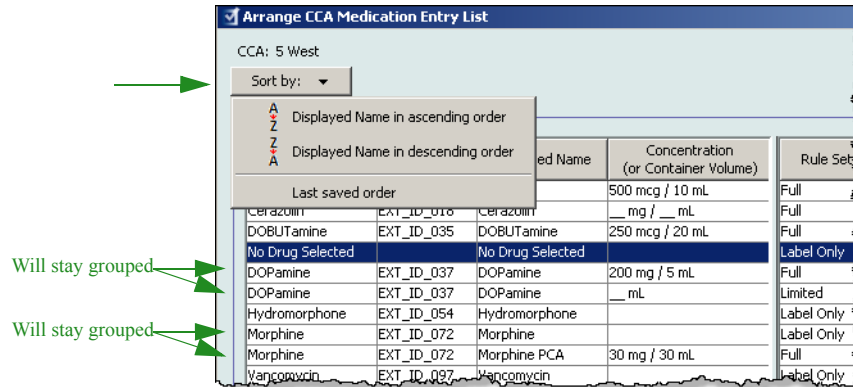 Arrange CCA Medication Entry List
CCA: 5 West
Sort by:
A Z Displayed Name in ascending order
Z A Displayed Name in descending order
Last saved order
ed Name Concentration (or Container Volume) Rule Set
500 mcg / 10 mL Full
Cefazolin EXT_ID_018 Cefazolin __ mg / __ mL Full
DOBUTamine EXT_ID_035 DOBUTamine 250 mcg / 20 mL Full
No Drug Selected No Drug Selected Label Only
Will stay grouped
DOPamine EXT_ID_037 DOPamine 200 mg / 5 mL Full
DOPamine EXT_ID_037 DOPamine __ mL Limited
Hydromorphone EXT_ID_054 Hydromorphone Label Only
Will stay grouped
Morphine EXT_ID_072 Morphine Label Only
Morphine EXT_ID_072 Morphine PCA 30 mg / 30 mL Full
Vancomycin EXT_ID_097 Vancomycin Label Only